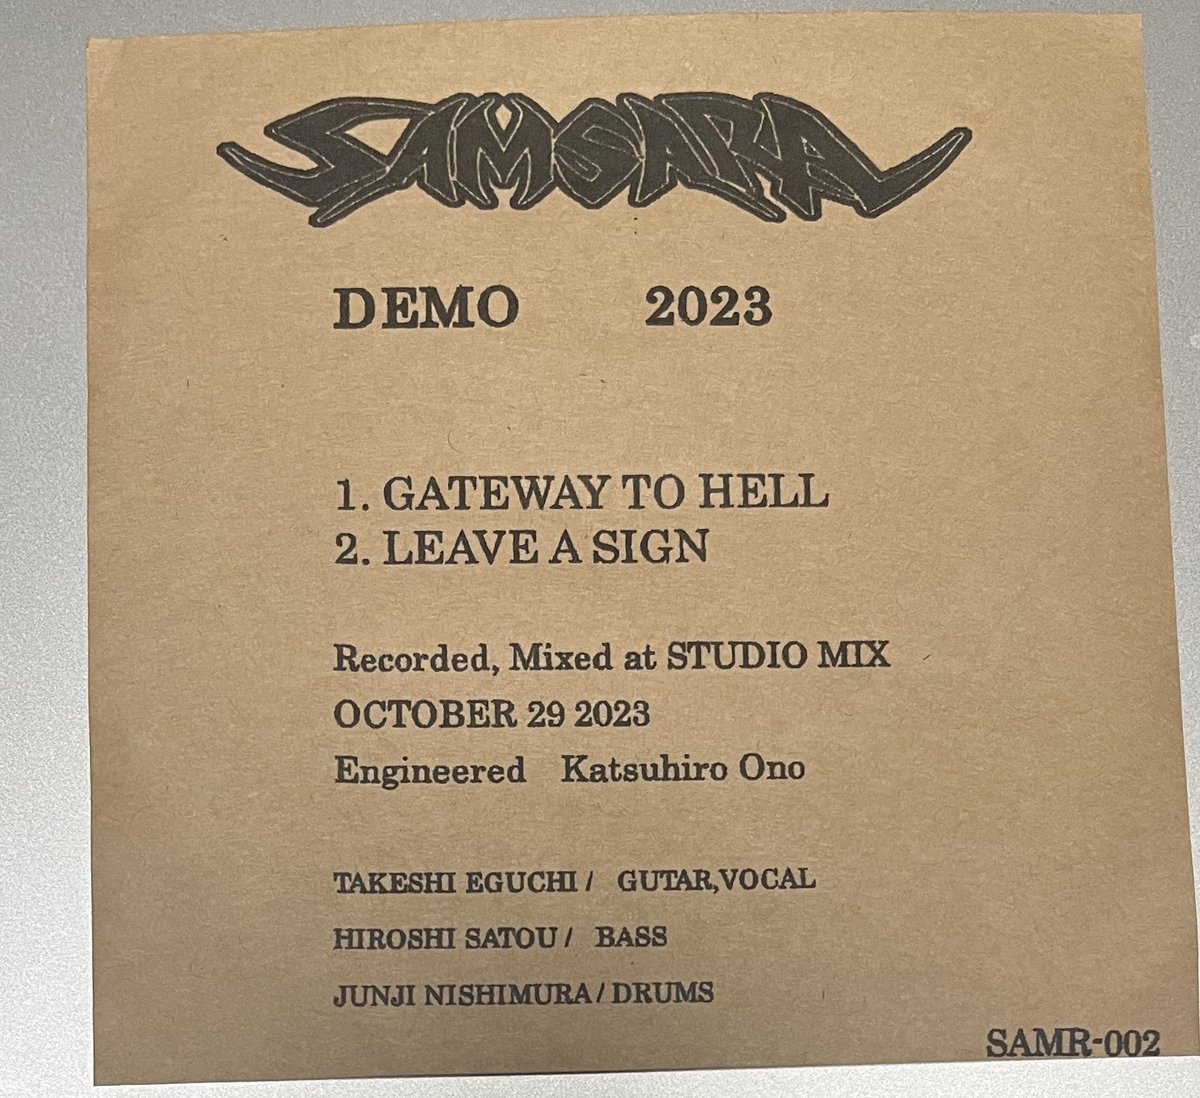 SAMSARA
DEMO 2023
1. GATEWAY TO HELL
2. LEAVE A SIGN
Recorded, Mixed at STUDIO MIX
OCTOBER 29 2023
Engineered Katsuhiro Ono
TAKESHI EGUCHI / GUTAR,VOCAL
HIROSHI SATOU / BASS
JUNJI NISHIMURA / DRUMS
SAMR-002